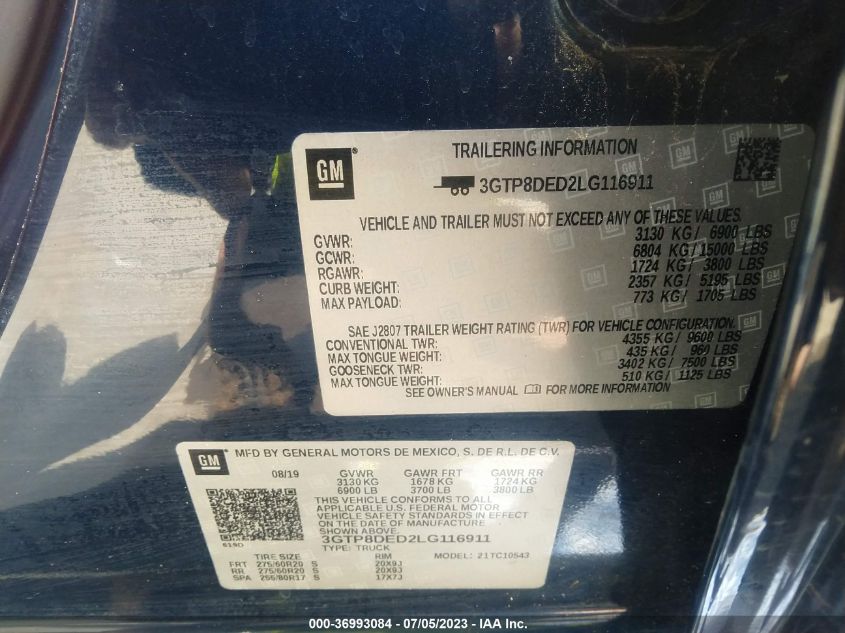 GM
TRAILERING INFORMATION
3GTP8DED2LG116911
VEHICLE AND TRAILER MUST NOT EXCEED ANY OF THESE VALUES.
GVWR: 3130 KG/ 6900 LBS
GCWR: 6804 KG/ 15000 LBS
RGAWR: 1724 KG/ 3800 LBS
CURB WEIGHT: 2357 KG/ 5195 LBS
MAX PAYLOAD: 773 KG/ 1705 LBS
SAE J2807 TRAILER WEIGHT RATING (TWR) FOR VEHICLE CONFIGURATION.
CONVENTIONAL TWR: 4355 KG/ 9600 LBS
MAX TONGUE WEIGHT: 435 KG/ 960 LBS
GOOSENECK TWR: 3402 KG/ 7500 LBS
MAX TONGUE WEIGHT: 510 KG/ 1125 LBS
SEE OWNER'S MANUAL FOR MORE INFORMATION
GM
MFD BY GENERAL MOTORS DE MEXICO, S. DE R.L. DE C.V.
08/19 GVWR GAWR FRT GAWR RR
3130 KG 1678 KG 1724 KG
6900 LB 3700 LB 3800 LB
THIS VEHICLE CONFORMS TO ALL
APPLICABLE U.S. FEDERAL MOTOR
VEHICLE SAFETY STANDARDS IN EFFECT
ON THE DATE OF MANUFACTURE SHOWN ABOVE.
3GTP8DED2LG116911
TYPE: TRUCK MODEL: 21TC10543
TIRE SIZE RIM
FRT 275/60R20 S 20X9J
RR 275/60R20 S 20X9J
SPA 255/80R17 S 17X7J
000-36993084 / 07/05/2023 - IAA Inc.